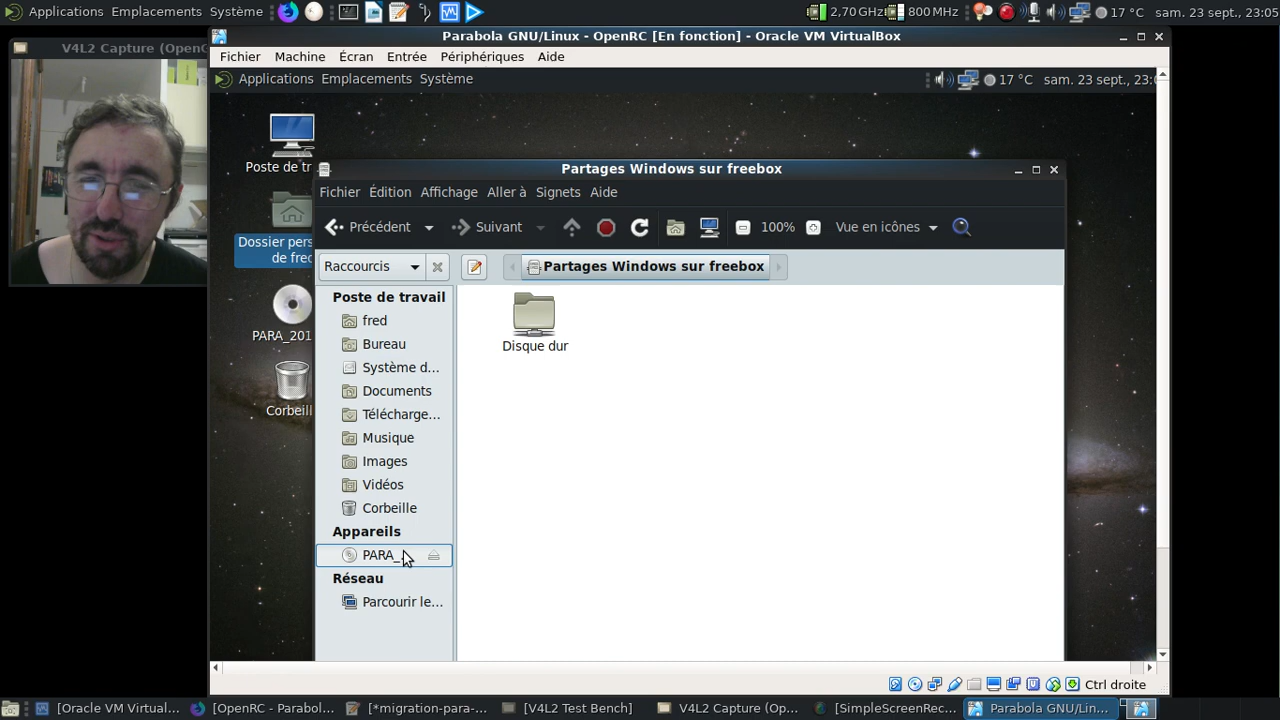 Applications Emplacements Système 2,70 GHz 800 MHz 17 °C sam. 23 sept., 23:05
V4L2 Capture (OpenG
Parabola GNU/Linux - OpenRC [En fonction] - Oracle VM VirtualBox
Fichier Machine Écran Entrée Périphériques Aide
Applications Emplacements Système 17 °C sam. 23 sept., 23:
Poste de tr
Dossier pers
de fred
PARA_201
Corbeill
Partages Windows sur freebox
Fichier Édition Affichage Aller à Signets Aide
Précédent Suivant 100% Vue en icônes
Raccourcis Partages Windows sur freebox
Poste de travail
fred
Bureau
Système d...
Documents
Télécharge...
Musique
Images
Vidéos
Corbeille
Appareils
PARA_
Réseau
Parcourir le...
Disque dur
Ctrl droite
[Oracle VM Virtual... [OpenRC - Parabol... [*migration-para-... [V4L2 Test Bench] V4L2 Capture (Op... [SimpleScreenRec... Parabola GNU/Lin...